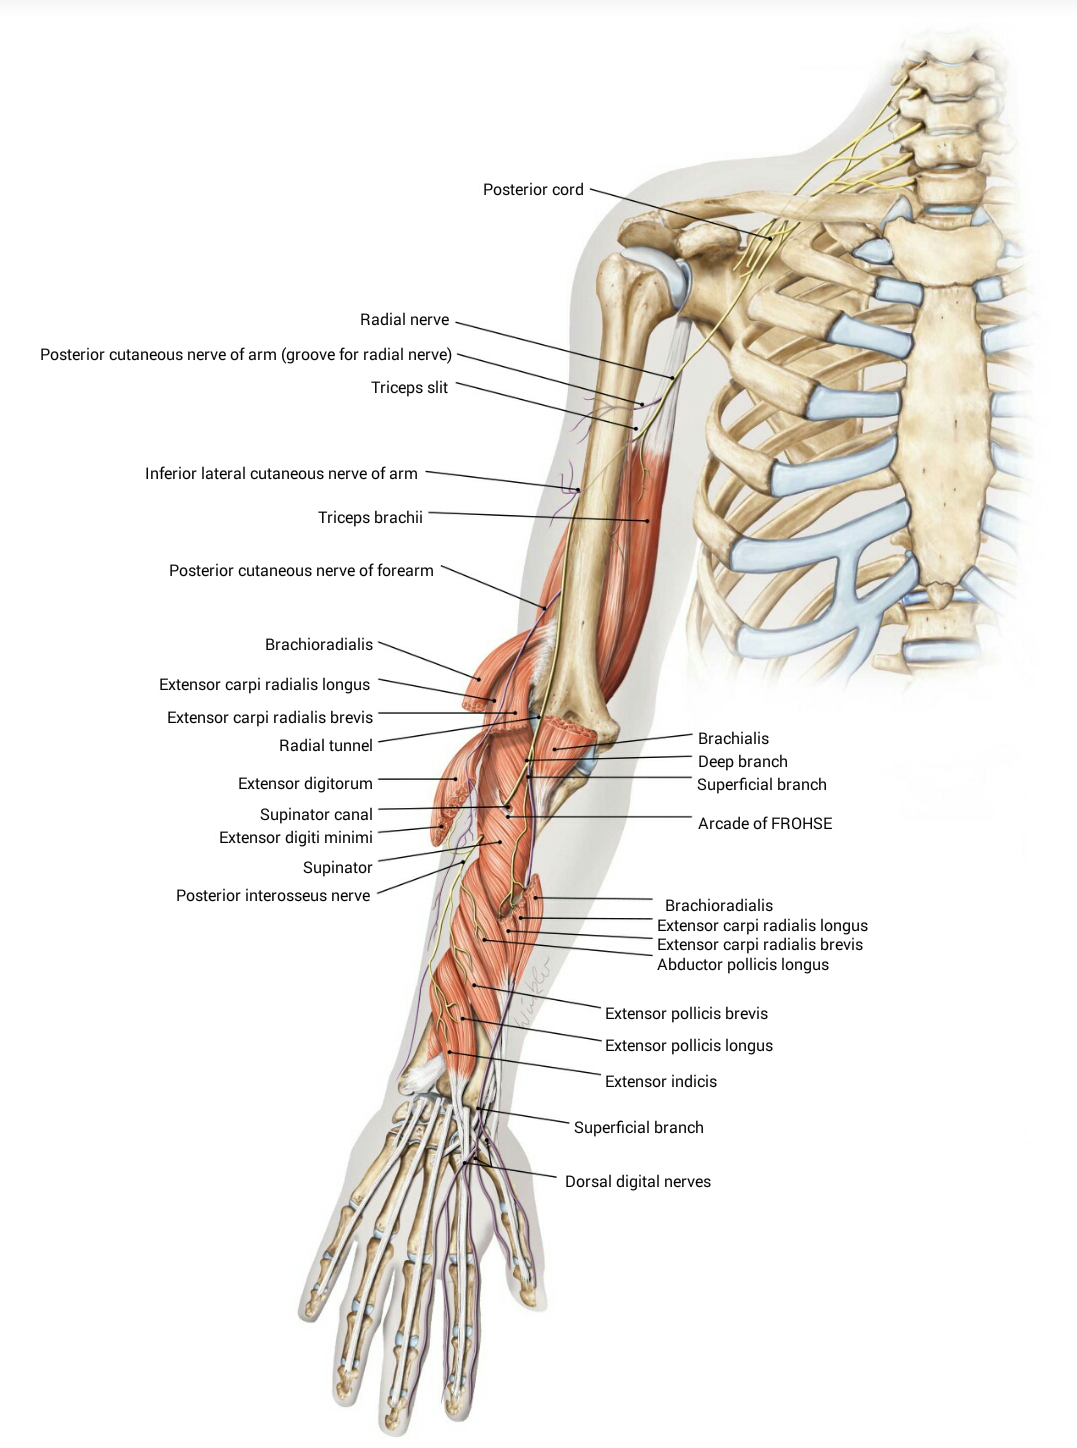 Posterior cord
Radial nerve
Posterior cutaneous nerve of arm (groove for radial nerve)
Triceps slit
Inferior lateral cutaneous nerve of arm
Triceps brachii
Posterior cutaneous nerve of forearm
Brachioradialis
Extensor carpi radialis longus
Extensor carpi radialis brevis
Radial tunnel
Extensor digitorum
Supinator canal
Extensor digiti minimi
Supinator
Posterior interosseus nerve
Brachialis
Deep branch
Superficial branch
Arcade of FROHSE
Brachioradialis
Extensor carpi radialis longus
Extensor carpi radialis brevis
Abductor pollicis longus
Extensor pollicis brevis
Extensor pollicis longus
Extensor indicis
Superficial branch
Dorsal digital nerves